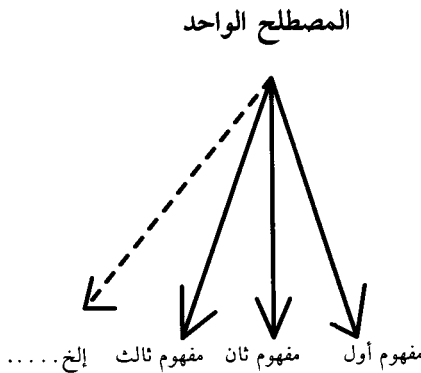 المصطلح الواحد
مفهوم أول مفهوم ثان مفهوم ثالث إلخ.....